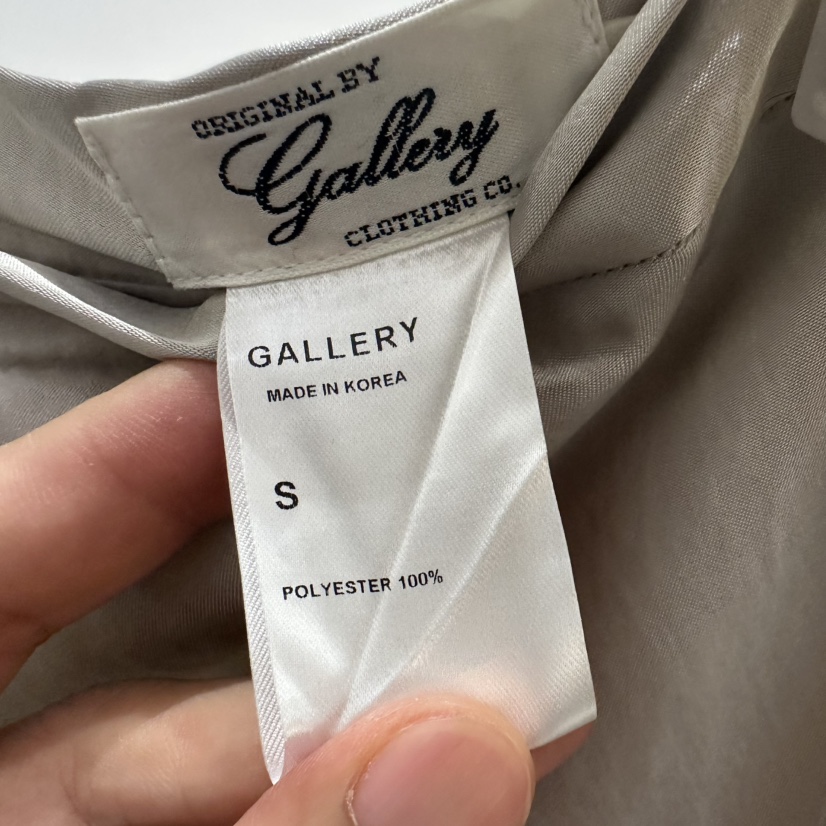 ORIGINAL BY
Gallery
CLOTHING CO.
GALLERY
MADE IN KOREA
S
POLYESTER 100%